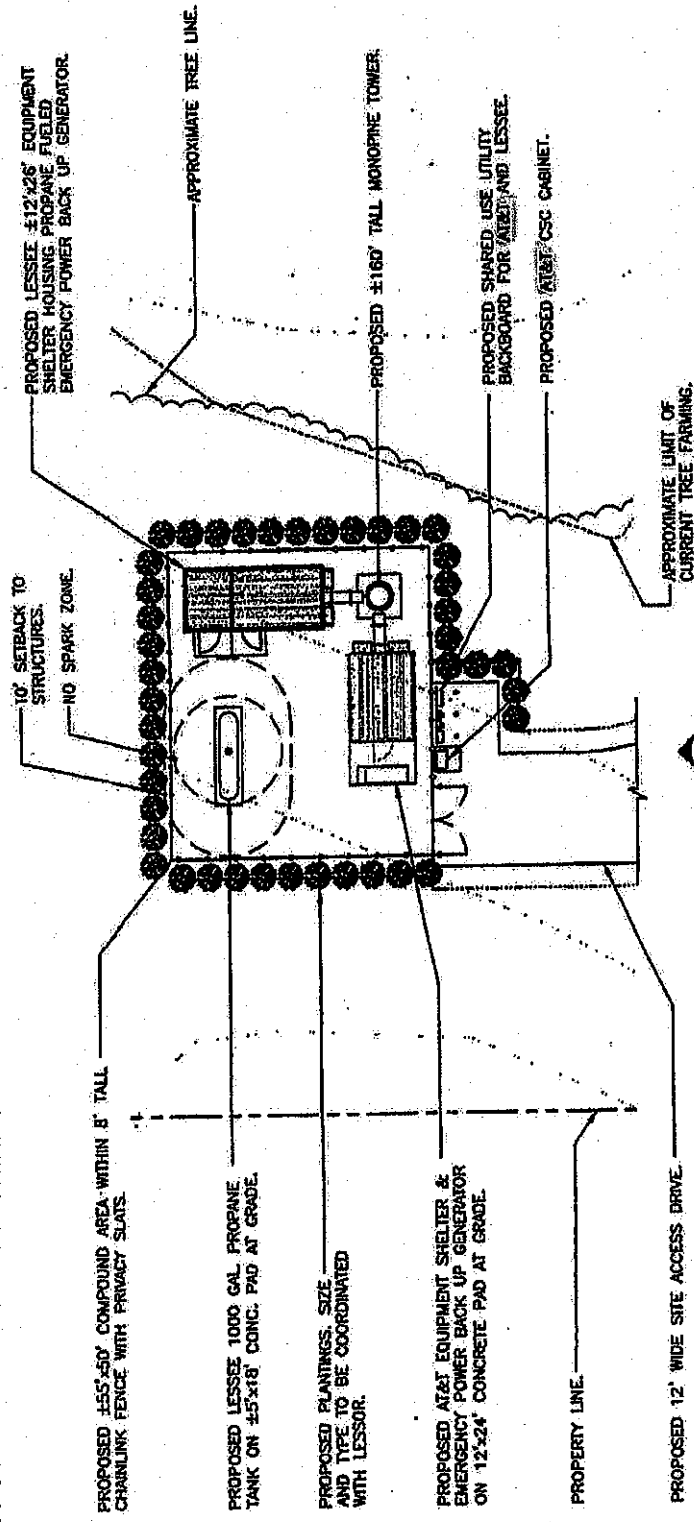 PROPOSED ±55'x50' COMPOUND AREA WITHIN 8' TALL
CHAINLINK FENCE WITH PRIVACY SLATS.
PROPOSED LESSEE 1000 GAL. PROPANE
TANK ON ±5'x18' CONC. PAD AT GRADE.
PROPOSED PLANTINGS. SIZE
AND TYPE TO BE COORDINATED
WITH LESSOR.
PROPOSED AT&T EQUIPMENT SHELTER &
EMERGENCY POWER BACK UP GENERATOR
ON 12'x24' CONCRETE PAD AT GRADE.
PROPERTY LINE.
PROPOSED 12' WIDE SITE ACCESS DRIVE.
10' SETBACK TO
STRUCTURES.
NO SPARK ZONE.
PROPOSED LESSEE ±12'x26' EQUIPMENT
SHELTER HOUSING PROPANE FUELED
EMERGENCY POWER BACK UP GENERATOR.
APPROXIMATE TREE LINE.
PROPOSED ±160' TALL MONOPINE TOWER.
PROPOSED SHARED USE UTILITY
BACKBOARD FOR AT&T AND LESSEE.
PROPOSED AT&T CSC CABINET.
APPROXIMATE LIMIT OF
CURRENT TREE FARMING.